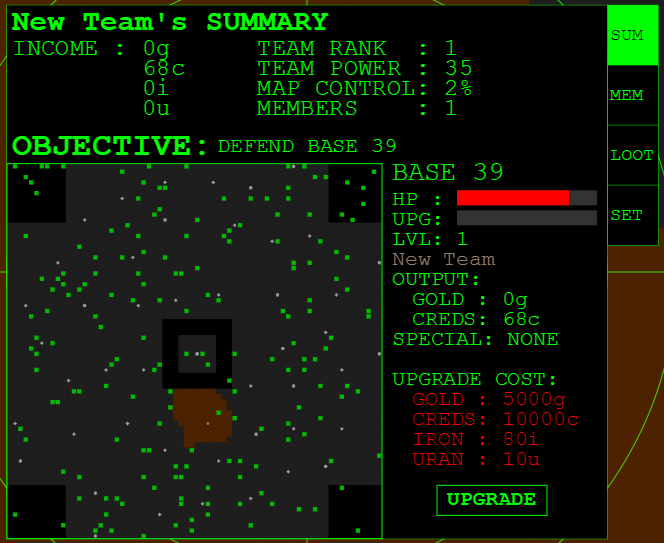 New Team's SUMMARY
INCOME : 0g
68c
0i
0u
TEAM RANK : 1
TEAM POWER : 35
MAP CONTROL: 2%
MEMBERS : 1
OBJECTIVE: DEFEND BASE 39
BASE 39
HP :
UPG:
LVL: 1
New Team
OUTPUT:
GOLD : 0g
CREDS: 68c
SPECIAL: NONE
UPGRADE COST:
GOLD : 5000g
CREDS: 10000c
IRON : 80i
URAN : 10u
UPGRADE
SUM
MEM
LOOT
SET